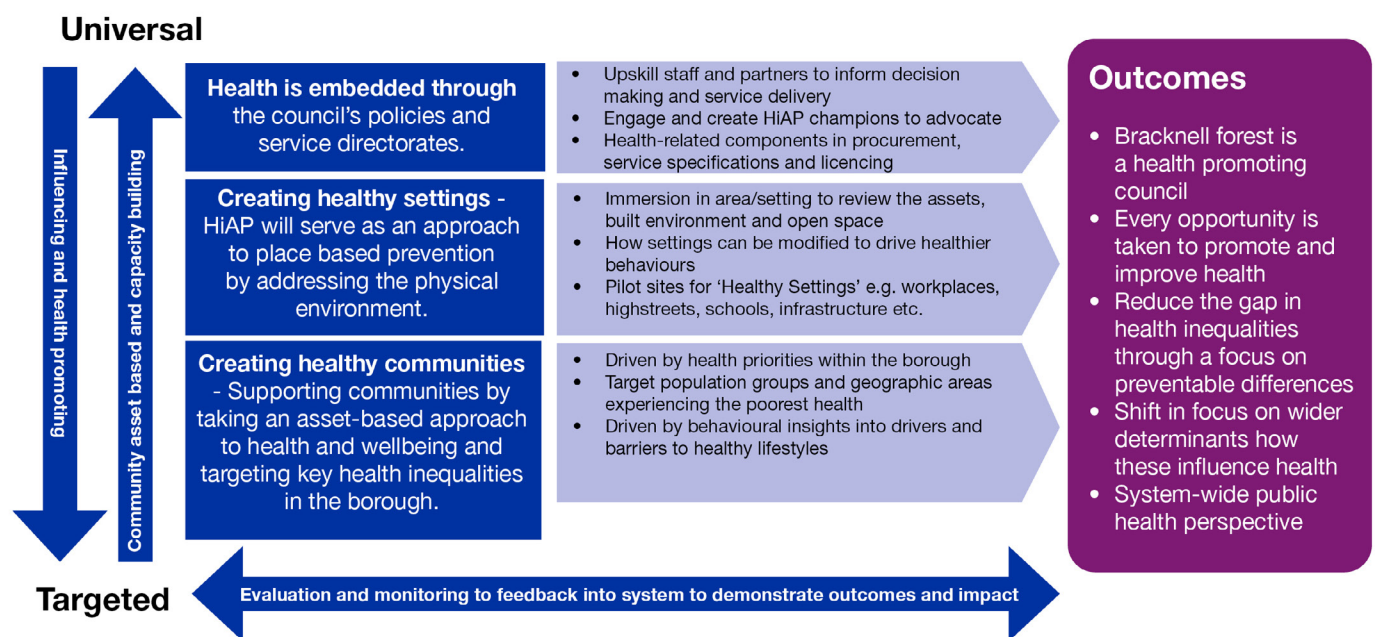 Universal
Influencing and health promoting
Community asset based and capacity building
Targeted
Health is embedded through
the council's policies and
service directorates.
• Upskill staff and partners to inform decision
making and service delivery
• Engage and create HiAP champions to advocate
• Health-related components in procurement,
service specifications and licencing
Creating healthy settings -
HiAP will serve as an approach
to place based prevention
by addressing the physical
environment.
• Immersion in area/setting to review the assets,
built environment and open space
• How settings can be modified to drive healthier
behaviours
• Pilot sites for ‘Healthy Settings’ e.g. workplaces,
highstreets, schools, infrastructure etc.
Creating healthy communities
- Supporting communities by
taking an asset-based approach
to health and wellbeing and
targeting key health inequalities
in the borough.
• Driven by health priorities within the borough
• Target population groups and geographic areas
experiencing the poorest health
• Driven by behavioural insights into drivers and
barriers to healthy lifestyles
Evaluation and monitoring to feedback into system to demonstrate outcomes and impact
Outcomes
• Bracknell forest is
a health promoting
council
• Every opportunity is
taken to promote and
improve health
• Reduce the gap in
health inequalities
through a focus on
preventable differences
• Shift in focus on wider
determinants how
these influence health
• System-wide public
health perspective